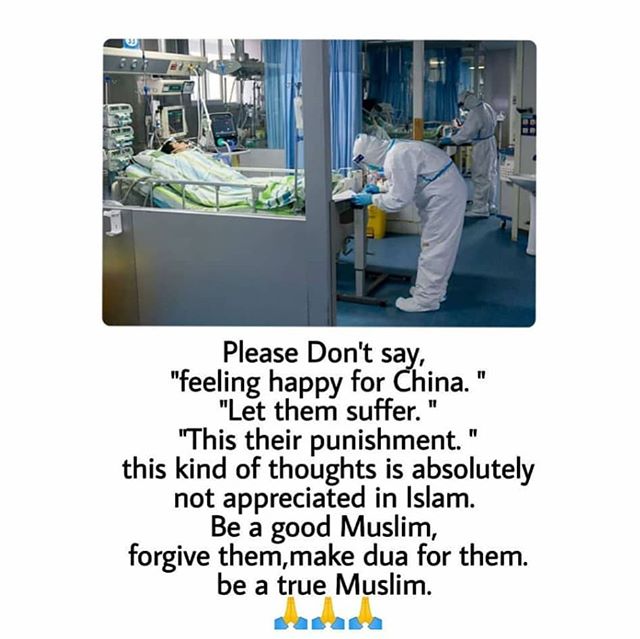 Please Don't say,
"feeling happy for China. "
"Let them suffer. "
"This their punishment. "
this kind of thoughts is absolutely
not appreciated in Islam.
Be a good Muslim,
forgive them,make dua for them.
be a true Muslim.
🙏🙏🙏